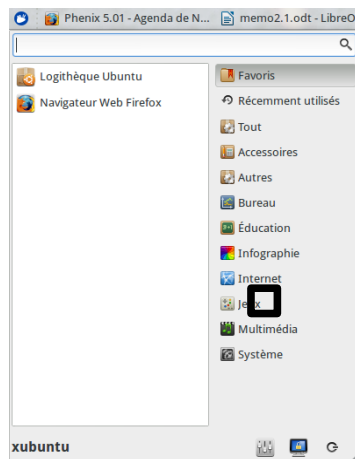 Phenix 5.01 - Agenda de N... memo2.1.odt - LibreO
Logithèque Ubuntu
Navigateur Web Firefox
Favoris
Récemment utilisés
Tout
Accessoires
Autres
Bureau
Éducation
Infographie
Internet
Multimédia
Système
xubuntu